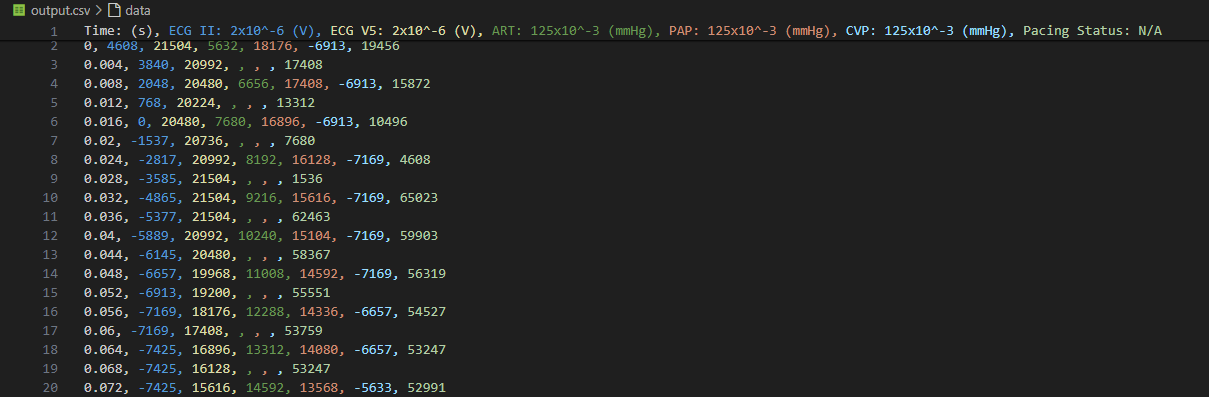 output.csv > data
1 Time: (s), ECG II: 2x10^-6 (V), ECG V5: 2x10^-6 (V), ART: 125x10^-3 (mmHg), PAP: 125x10^-3 (mmHg), CVP: 125x10^-3 (mmHg), Pacing Status: N/A
2 0, 4608, 21504, 5632, 18176, -6913, 19456
3 0.004, 3840, 20992, , , , 17408
4 0.008, 2048, 20480, 6656, 17408, -6913, 15872
5 0.012, 768, 20224, , , , 13312
6 0.016, 0, 20480, 7680, 16896, -6913, 10496
7 0.02, -1537, 20736, , , , 7680
8 0.024, -2817, 20992, 8192, 16128, -7169, 4608
9 0.028, -3585, 21504, , , , 1536
10 0.032, -4865, 21504, 9216, 15616, -7169, 65023
11 0.036, -5377, 21504, , , , 62463
12 0.04, -5889, 20992, 10240, 15104, -7169, 59903
13 0.044, -6145, 20480, , , , 58367
14 0.048, -6657, 19968, 11008, 14592, -7169, 56319
15 0.052, -6913, 19200, , , , 55551
16 0.056, -7169, 18176, 12288, 14336, -6657, 54527
17 0.06, -7169, 17408, , , , 53759
18 0.064, -7425, 16896, 13312, 14080, -6657, 53247
19 0.068, -7425, 16128, , , , 53247
20 0.072, -7425, 15616, 14592, 13568, -5633, 52991